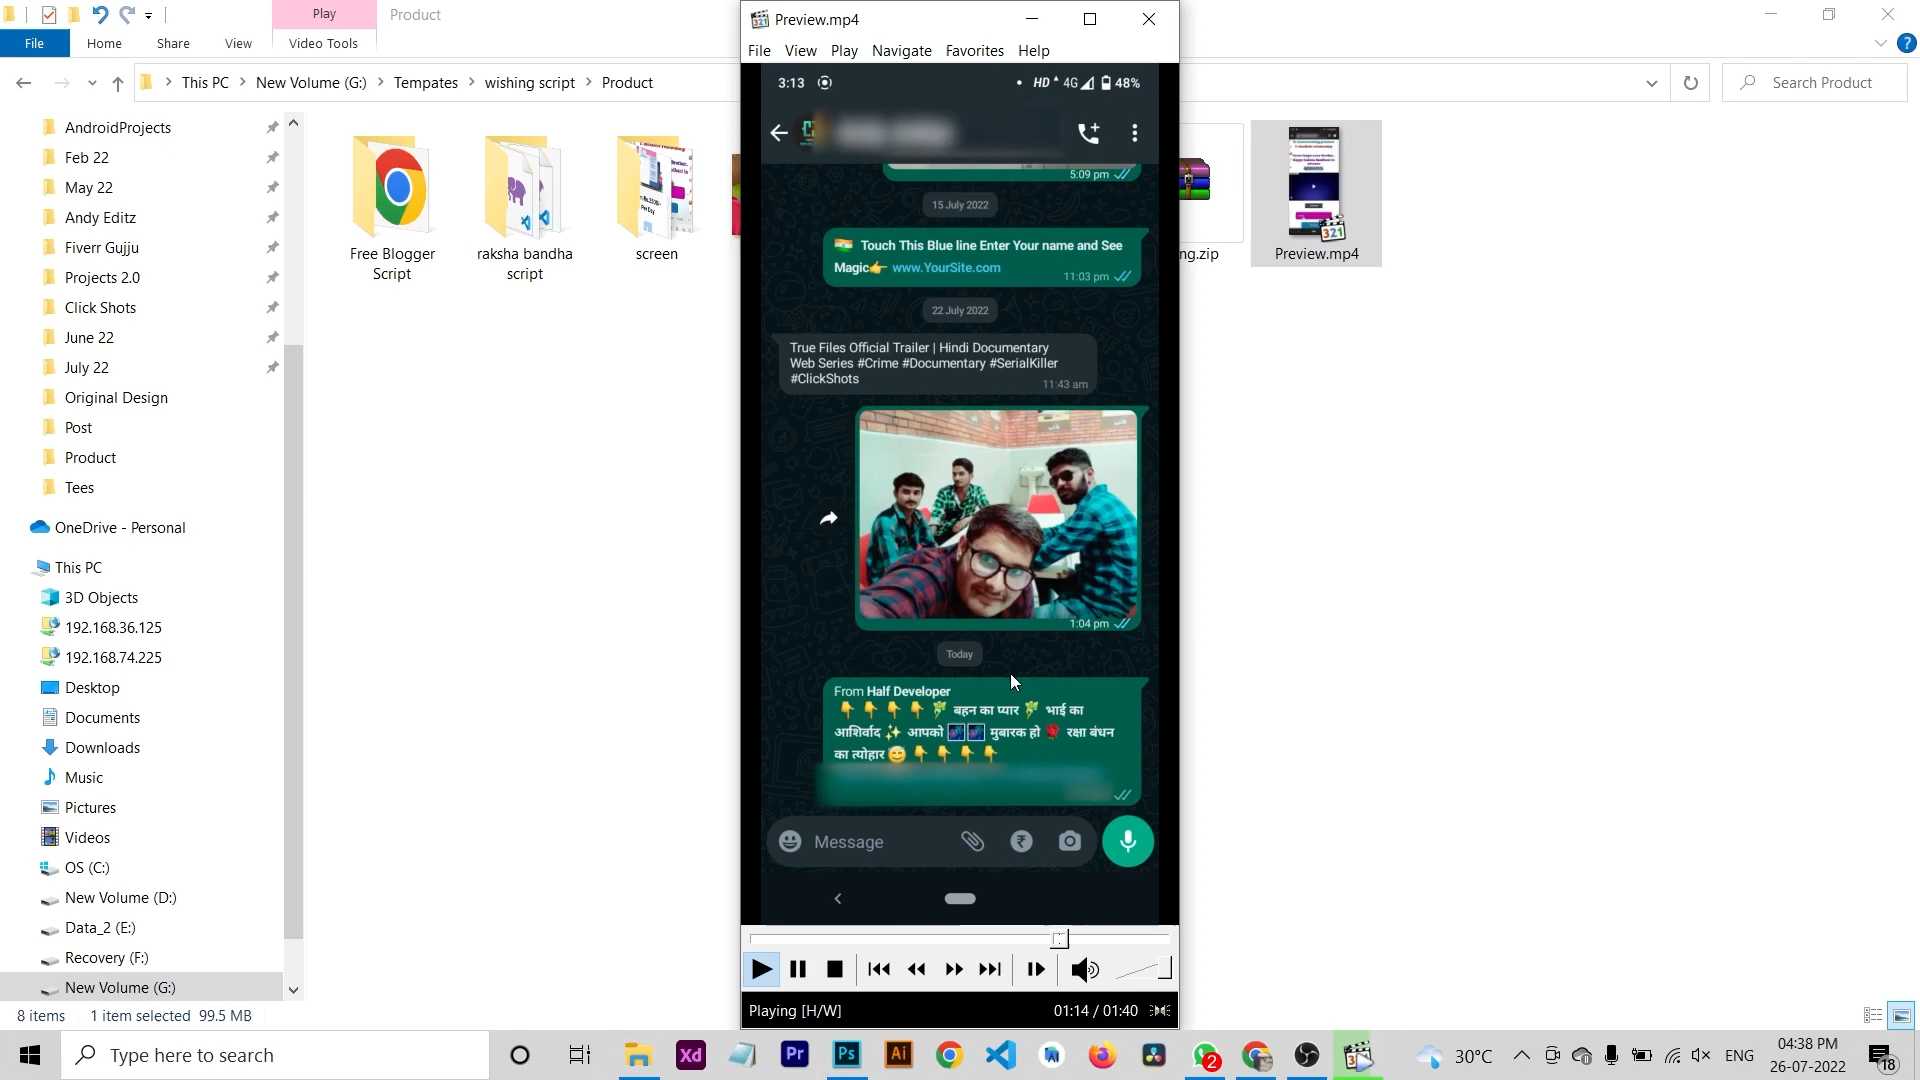 Play
Product
File
Home
Share
View
Video Tools
This PC
New Volume (G:)
Tempates
wishing script
Product
Search Product
AndroidProjects
Feb 22
May 22
Andy Editz
Fiverr Gujju
Projects 2.0
Click Shots
June 22
July 22
Original Design
Post
Product
Tees
OneDrive - Personal
This PC
3D Objects
192.168.36.125
192.168.74.225
Desktop
Documents
Downloads
Music
Pictures
Videos
OS (C:)
New Volume (D:)
Data_2 (E:)
Recovery (F:)
New Volume (G:)
8 items 1 item selected 99.5 MB
Free Blogger
Script
raksha bandha
script
screen
ng.zip
Preview.mp4
321
Preview.mp4
File View Play Navigate Favorites Help
3:13
HD 4G 48%
5:09 pm
15 July 2022
Touch This Blue line Enter Your name and See
Magic👉 www.YourSite.com
11:03 pm
22 July 2022
True Files Official Trailer | Hindi Documentary
Web Series #Crime #Documentary #SerialKiller
#ClickShots
11:43 am
1:04 pm
Today
From Half Developer
👇 👇 👇 👇 💐 बहन का प्यार 💐 भाई का
आशिर्वाद ✨ आपको 🎆🎆 मुबारक हो 🌹 रक्षा बंधन
का त्योहार 😅 👇 👇 👇 👇
Message
Playing [H/W]
01:14 / 01:40
Type here to search
Xd
Pr
Ps
Ai
2
321
30°C
ENG
04:38 PM
26-07-2022
18